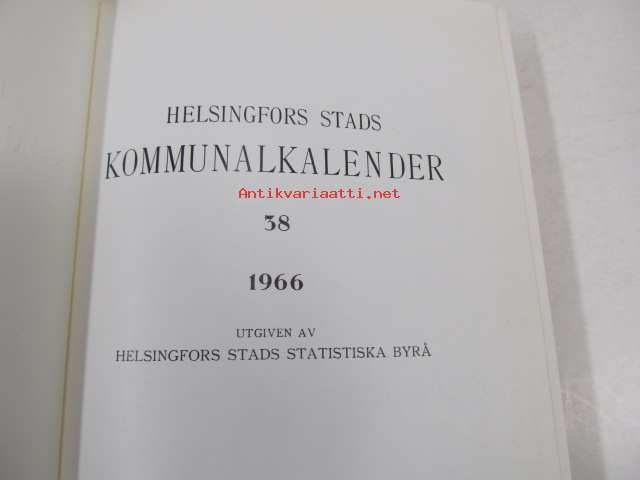 HELSINGFORS STADS
KOMMUNALKALENDER
Antikvariaatti.net
38
1966
UTGIVEN AV
HELSINGFORS STADS STATISTISKA BYRÅ